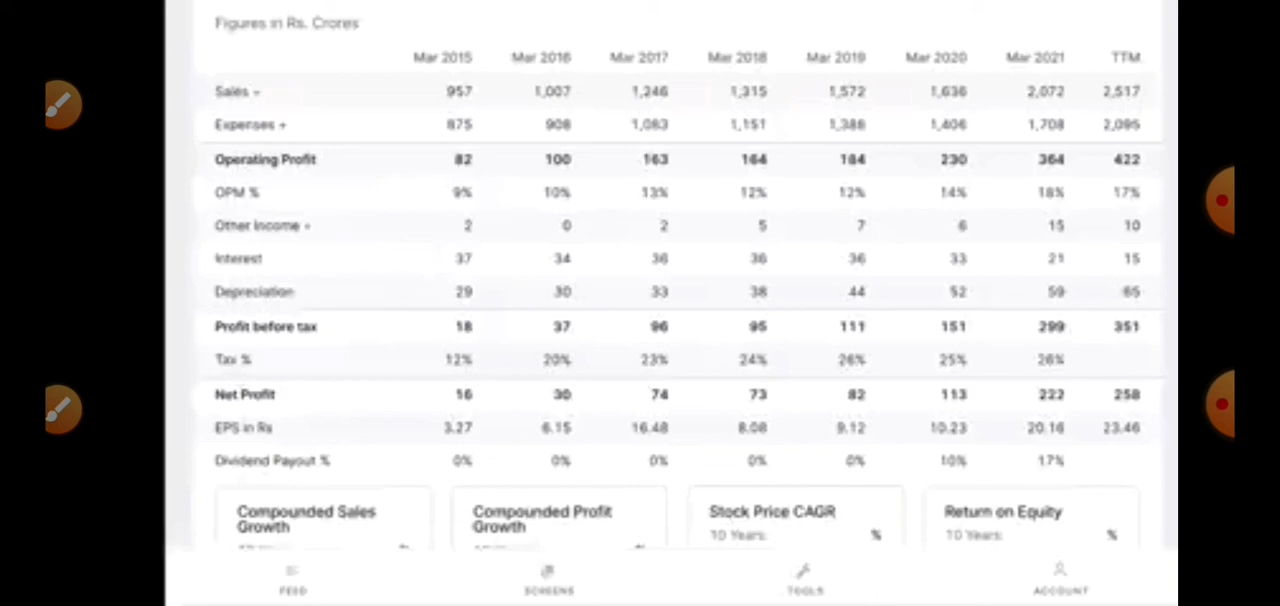 Figures in Rs. Crores
Mar 2015 Mar 2016 Mar 2017 Mar 2018 Mar 2019 Mar 2020 Mar 2021 TTM
Sales - 957 1,007 1,246 1,315 1,572 1,636 2,072 2,517
Expenses + 875 908 1,083 1,151 1,388 1,406 1,708 2,095
Operating Profit 82 100 163 164 184 230 364 422
OPM % 9% 10% 13% 12% 12% 14% 18% 17%
Other Income + 2 0 2 5 7 6 15 10
Interest 37 34 36 36 36 33 21 15
Depreciation 29 30 33 38 44 52 59 65
Profit before tax 18 37 96 95 111 151 299 351
Tax % 12% 20% 23% 24% 26% 25% 26%
Net Profit 16 30 74 73 82 113 222 258
EPS in Rs 3.27 6.15 16.48 8.08 9.12 10.23 20.16 23.46
Dividend Payout % 0% 0% 0% 0% 0% 10% 17%
Compounded Sales Growth
Compounded Profit Growth
Stock Price CAGR
10 Years: %
Return on Equity
10 Years: %
FEED SCREENS TOOLS ACCOUNT